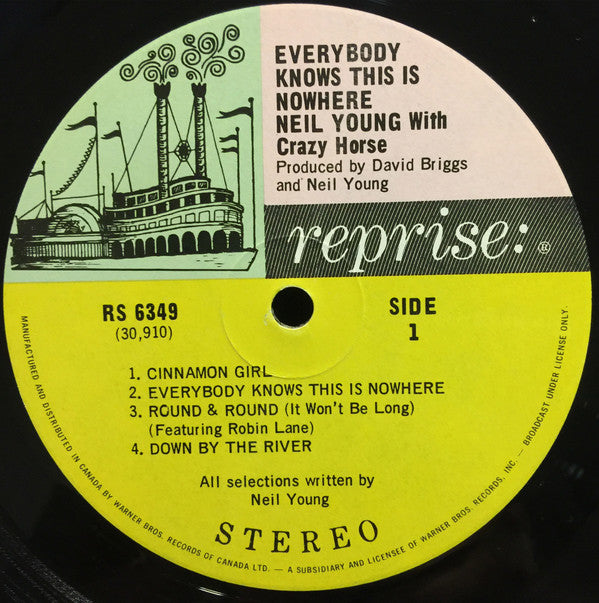 EVERYBODY
KNOWS THIS IS
NOWHERE
NEIL YOUNG With
Crazy Horse
Produced by David Briggs
and Neil Young
reprise: ®
RS 6349
(30,910)
SIDE
1
1. CINNAMON GIRL
2. EVERYBODY KNOWS THIS IS NOWHERE
3. ROUND & ROUND (It Won't Be Long)
(Featuring Robin Lane)
4. DOWN BY THE RIVER
All selections written by
Neil Young
STEREO
MANUFACTURED AND DISTRIBUTED IN CANADA BY WARNER BROS. RECORDS OF CANADA LTD. — A SUBSIDIARY AND LICENSEE OF WARNER BROS. RECORDS, INC. — BROADCAST UNDER LICENSE ONLY.